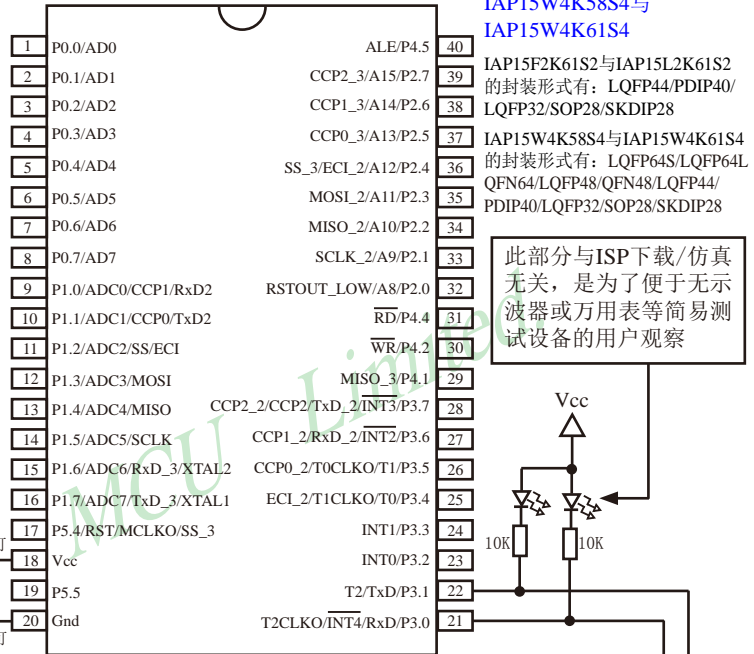 IAP15W4K58S4与
IAP15W4K61S4
IAP15F2K61S2与IAP15L2K61S2
的封装形式有：LQFP44/PDIP40/
LQFP32/SOP28/SKDIP28
IAP15W4K58S4与IAP15W4K61S4
的封装形式有：LQFP64S/LQFP64L
QFN64/LQFP48/QFN48/LQFP44/
PDIP40/LQFP32/SOP28/SKDIP28
此部分与ISP下载/仿真
无关，是为了便于无示
波器或万用表等简易测
试设备的用户观察
1 P0.0/AD0 ALE/P4.5 40
2 P0.1/AD1 CCP2_3/A15/P2.7 39
3 P0.2/AD2 CCP1_3/A14/P2.6 38
4 P0.3/AD3 CCP0_3/A13/P2.5 37
5 P0.4/AD4 SS_3/ECI_2/A12/P2.4 36
6 P0.5/AD5 MOSI_2/A11/P2.3 35
7 P0.6/AD6 MISO_2/A10/P2.2 34
8 P0.7/AD7 SCLK_2/A9/P2.1 33
9 P1.0/ADC0/CCP1/RxD2 RSTOUT_LOW/A8/P2.0 32
10 P1.1/ADC1/CCP0/TxD2 RD/P4.4 31
11 P1.2/ADC2/SS/ECI WR/P4.2 30
12 P1.3/ADC3/MOSI MISO_3/P4.1 29
13 P1.4/ADC4/MISO CCP2_2/CCP2/TxD_2/INT3/P3.7 28
14 P1.5/ADC5/SCLK CCP1_2/RxD_2/INT2/P3.6 27
15 P1.6/ADC6/RxD_3/XTAL2 CCP0_2/T0CLKO/T1/P3.5 26
16 P1.7/ADC7/TxD_3/XTAL1 ECI_2/T1CLKO/T0/P3.4 25
17 P5.4/RST/MCLKO/SS_3 INT1/P3.3 24
18 Vcc INT0/P3.2 23
19 P5.5 T2/TxD/P3.1 22
20 Gnd T2CLKO/INT4/RxD/P3.0 21
Vcc
10K 10K
MCU Limited.